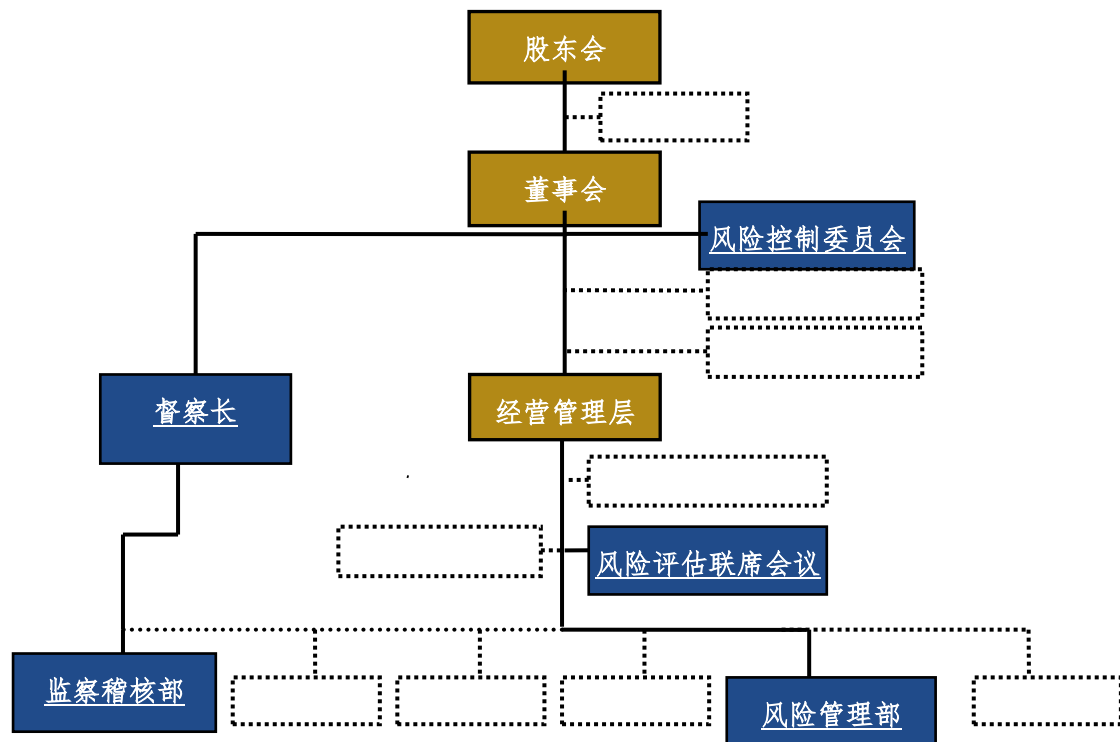 股东会
董事会
风险控制委员会
督察长
经营管理层
风险评估联席会议
监察稽核部
风险管理部